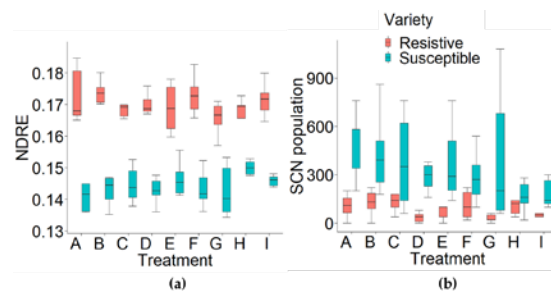 (a)
0.18
0.17
0.16
0.15
0.14
0.13
NDRE
A B C D E F G H I
Treatment
(a)
(b)
Variety
Resistive
Susceptible
900
600
300
0
SCN population
A B C D E F G H I
Treatment
(b)